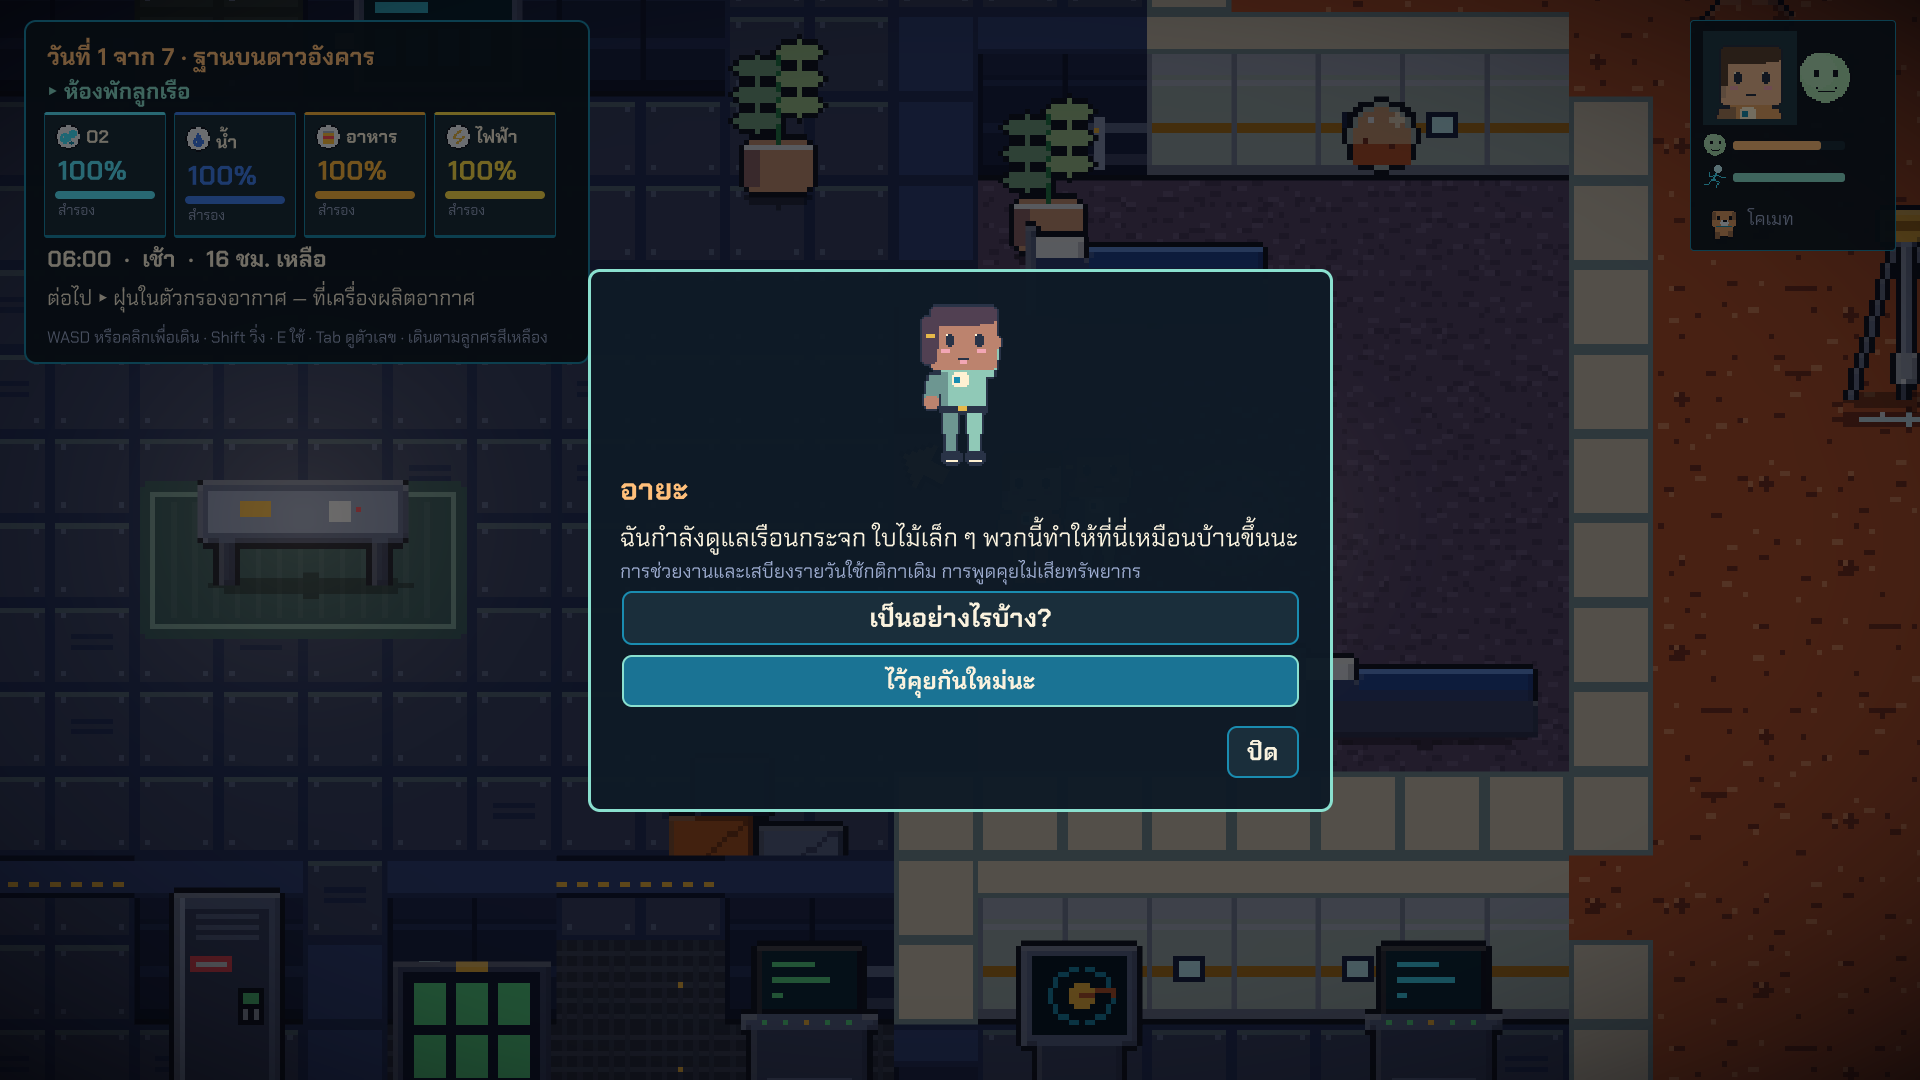 วันที่ 1 จาก 7 · ฐานบนดาวอังคาร
▸ ห้องพักลูกเรือ
O2
100%
สำรอง
น้ำ
100%
สำรอง
อาหาร
100%
สำรอง
ไฟฟ้า
100%
สำรอง
06:00 · เช้า · 16 ชม. เหลือ
ต่อไป ▸ ฝุ่นในตัวกรองอากาศ — ที่เครื่องผลิตอากาศ
WASD หรือคลิกเพื่อเดิน · Shift วิ่ง · E ใช้ · Tab ดูตัวเลข · เดินตามลูกศรสีเหลือง
โคเมท
อายะ
ฉันกำลังดูแลเรือนกระจก ใบไม้เล็ก ๆ พวกนี้ทำให้ที่นี่เหมือนบ้านขึ้นนะ
การช่วยงานและเสบียงรายวันใช้กติกาเดิม การพูดคุยไม่เสียทรัพยากร
เป็นอย่างไรบ้าง?
ไว้คุยกันใหม่นะ
ปิด